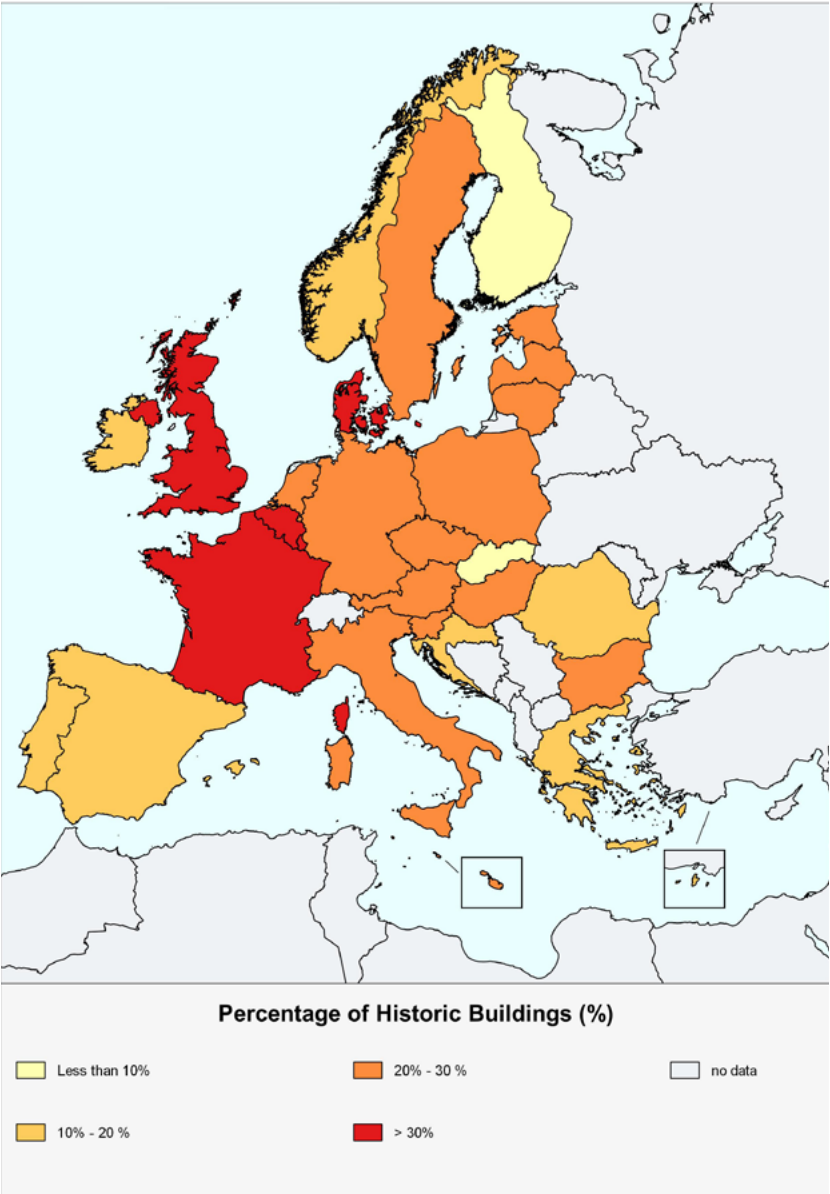 Percentage of Historic Buildings (%)
Less than 10%
20% - 30 %
no data
10% - 20 %
> 30%